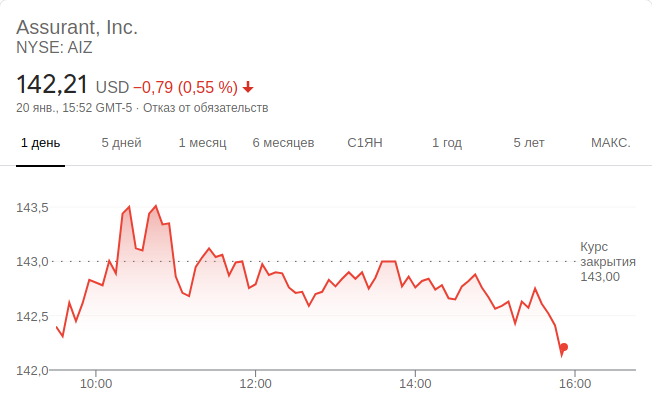 Assurant, Inc.
NYSE: AIZ
142,21 USD −0,79 (0,55 %)
20 янв., 15:52 GMT-5 · Отказ от обязательств
1 день 5 дней 1 месяц 6 месяцев С1ЯН 1 год 5 лет МАКС.
143,5
143,0
142,5
142,0
Курс
закрытия
143,00
10:00 12:00 14:00 16:00